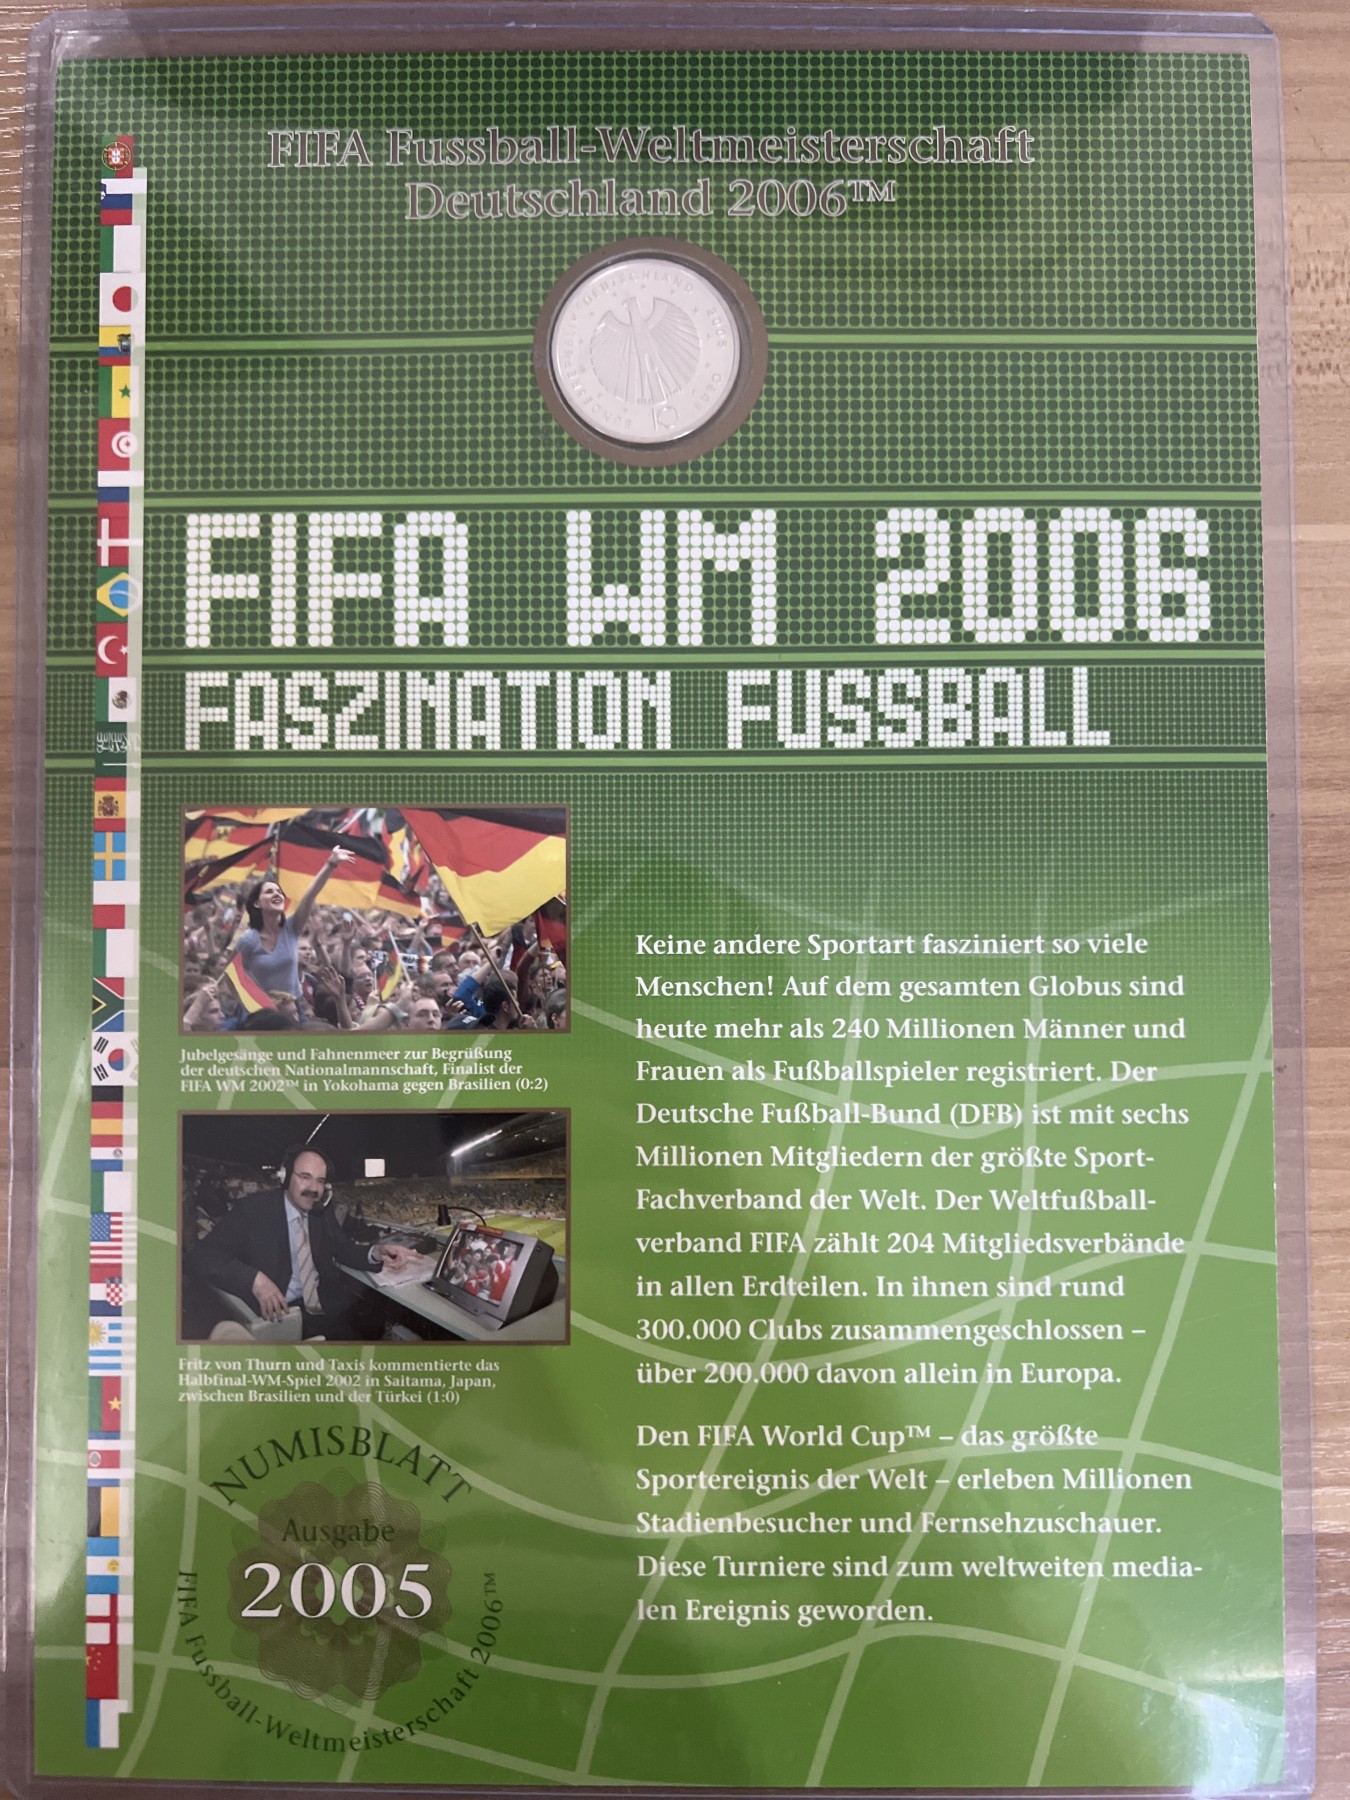 FIFA Fussball-Weltmeisterschaft
Deutschland 2006™
BUNDESREPUBLIK DEUTSCHLAND 2005
10
FIFA WM 2006
FASZINATION FUSSBALL
Jubelgesänge und Fahnenmeer zur Begrüßung
der deutschen Nationalmannschaft, Finalist der
FIFA WM 2002™ in Yokohama gegen Brasilien (0:2)
Fritz von Thurn und Taxis kommentierte das
Halbfinal-WM-Spiel 2002 in Saitama, Japan,
zwischen Brasilien und der Türkei (1:0)
Keine andere Sportart fasziniert so viele
Menschen! Auf dem gesamten Globus sind
heute mehr als 240 Millionen Männer und
Frauen als Fußballspieler registriert. Der
Deutsche Fußball-Bund (DFB) ist mit sechs
Millionen Mitgliedern der größte Sport-
Fachverband der Welt. Der Weltfußball-
verband FIFA zählt 204 Mitgliedsverbände
in allen Erdteilen. In ihnen sind rund
300.000 Clubs zusammengeschlossen –
über 200.000 davon allein in Europa.
Den FIFA World Cup™ – das größte
Sportereignis der Welt – erleben Millionen
Stadienbesucher und Fernsehzuschauer.
Diese Turniere sind zum weltweiten media-
len Ereignis geworden.
NUMISBLATT
Ausgabe
2005
FIFA Fussball-Weltmeisterschaft 2006™